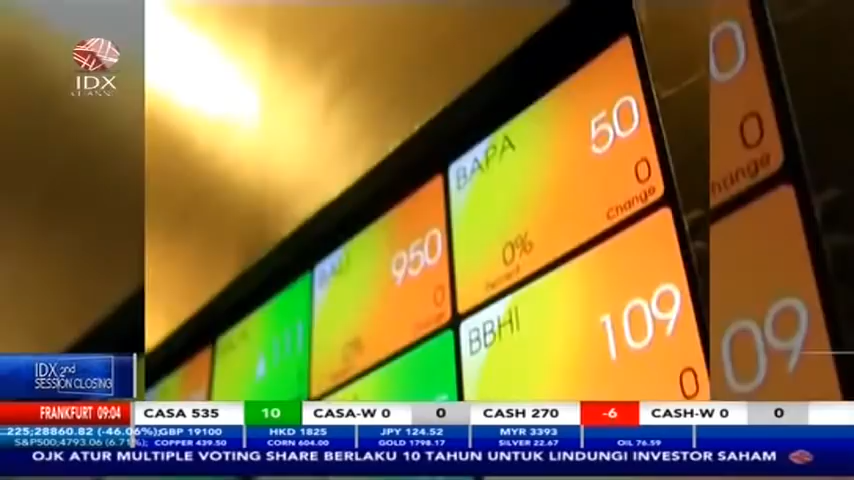 IDX
CHANNEL
50
0
Change
BAPA
0%
950
0
0
Change
BBHI
109
0
09
IDX 2nd
SESSION CLOSING
FRANKFURT 09:04
CASA 535 10 CASA-W 0 0 CASH 270 -6 CASH-W 0 0
225;28860.82 (-46.06%); GBP 19100 HKD 1825 JPY 124.52 MYR 3393
S&P500;4793.06 (6.71%); COPPER 439.50 CORN 604.00 GOLD 1798.17 SILVER 22.67 OIL 76.59
OJK ATUR MULTIPLE VOTING SHARE BERLAKU 10 TAHUN UNTUK LINDUNGI INVESTOR SAHAM